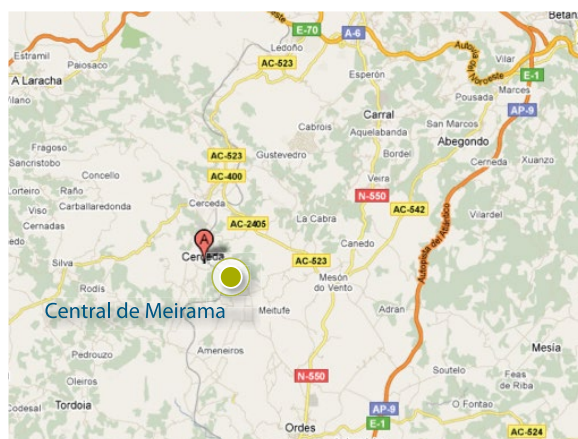 Betan
E-70
A-6
Ledoño
Autovía del Noroeste
Estramil
Paiosaco
AC-523
Vilar
A Laracha
Esperón
E-1
Marces
Pousada
Vilano
AP-9
Carral
Cabrois
Aquelabanda
San Marcos
Abegondo
Fragoso
AC-523
Gustevedro
Bordel
Sancristobo
Cerneda
Xuanzo
Concello
AC-400
Veira
Lorteiro
Raño
N-550
Cerceda
Viso
Carballaredonda
AC-542
Cernadas
AC-2405
La Cabra
Vilardel
A
Canedo
Autopista del Atlántico
Cerceda
Silva
AC-523
Mesón do Vento
Rodis
Central de Meirama
Meitufe
Adran
Ameneiros
Mesía
Pedrouzo
Oleiros
N-550
Soutelo
Feas de Riba
Codesal
Tordoia
AP-9
O Fontao
Ordes
E-1
AC-524